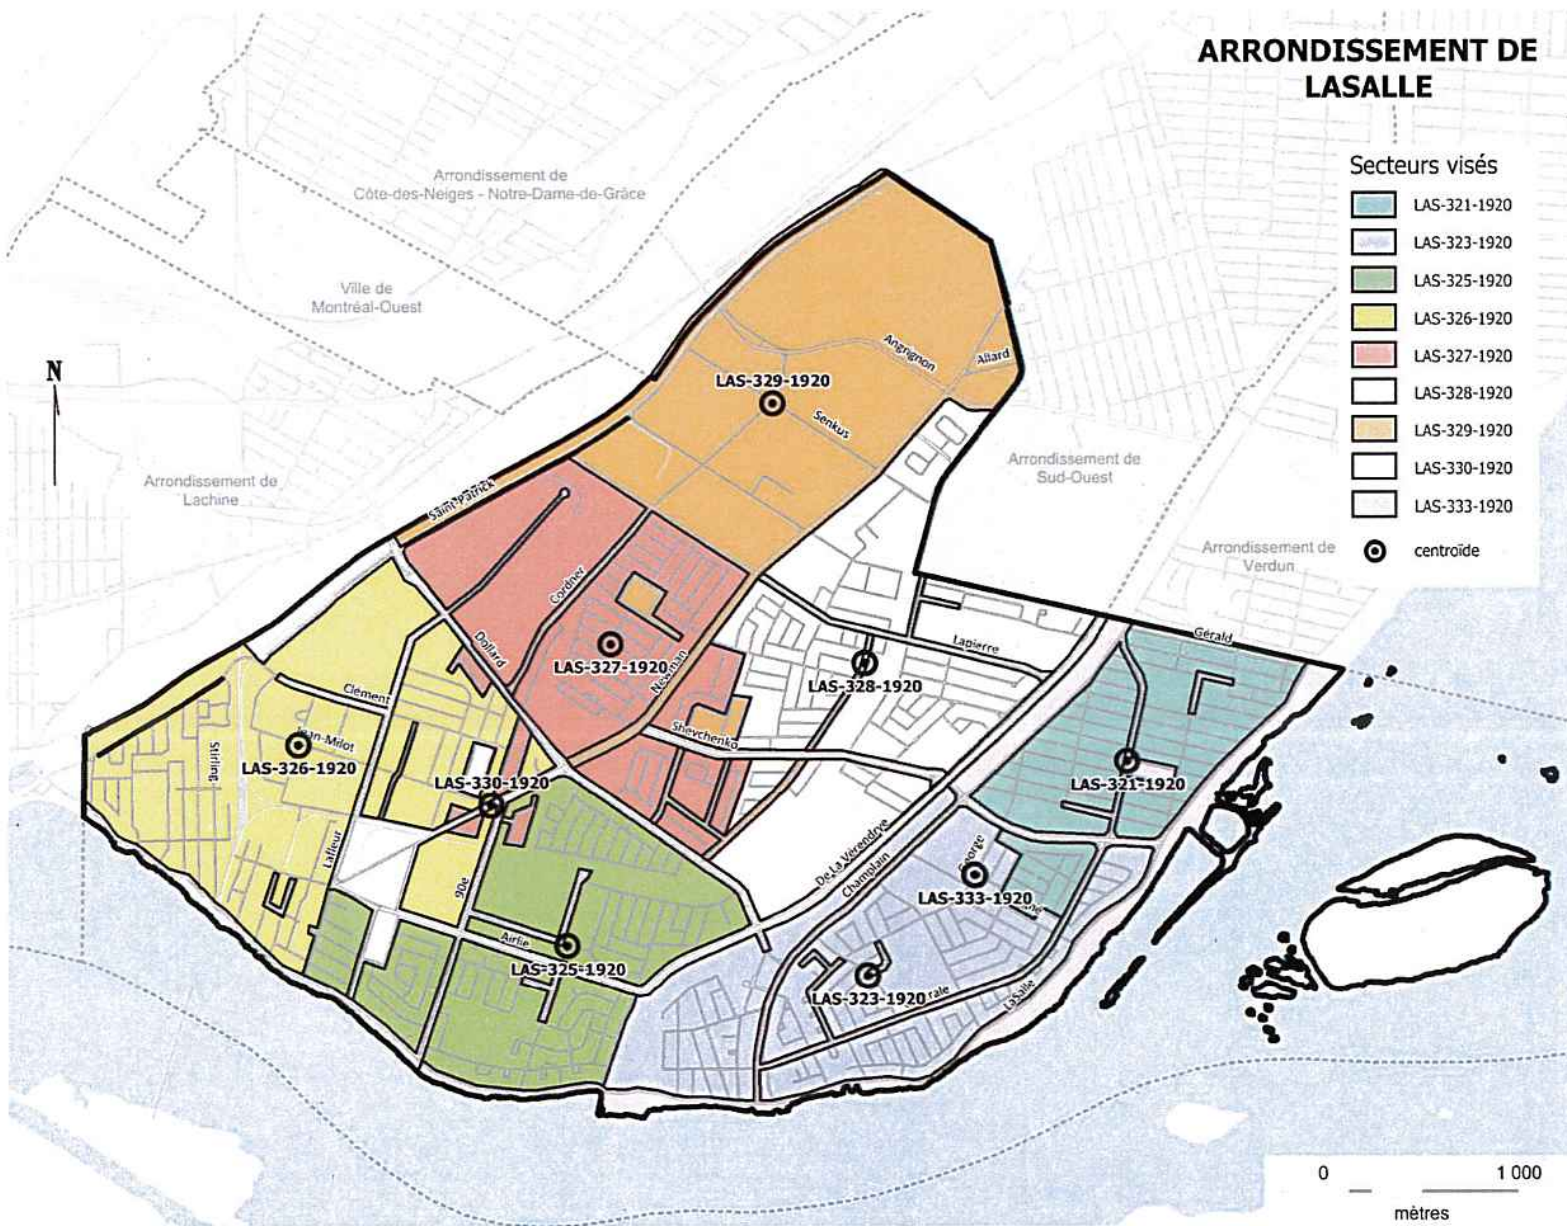 ARRONDISSEMENT DE
LASALLE
Secteurs visés
LAS-321-1920
LAS-323-1920
LAS-325-1920
LAS-326-1920
LAS-327-1920
LAS-328-1920
LAS-329-1920
LAS-330-1920
LAS-333-1920
centroïde
Arrondissement de
Côte-des-Neiges - Notre-Dame-de-Grâce
Ville de
Montréal-Ouest
N
Arrondissement de
Lachine
Arrondissement de
Sud-Ouest
Arrondissement de
Verdun
Angrignon
Allard
LAS-329-1920
Senkus
Saint-Patrick
Cordner
Dollard
LAS-327-1920
Newman
Lapierre
Gérald
LAS-328-1920
Clément
Jean-Milot
Stirling
LAS-326-1920
Shevchenko
LAS-330-1920
LAS-321-1920
Lafleur
90e
De La Vérendrye
Champlain
George
LAS-333-1920
Airlie
LAS-325-1920
LAS-323-1920
rale
LaSalle
0
1 000
mètres